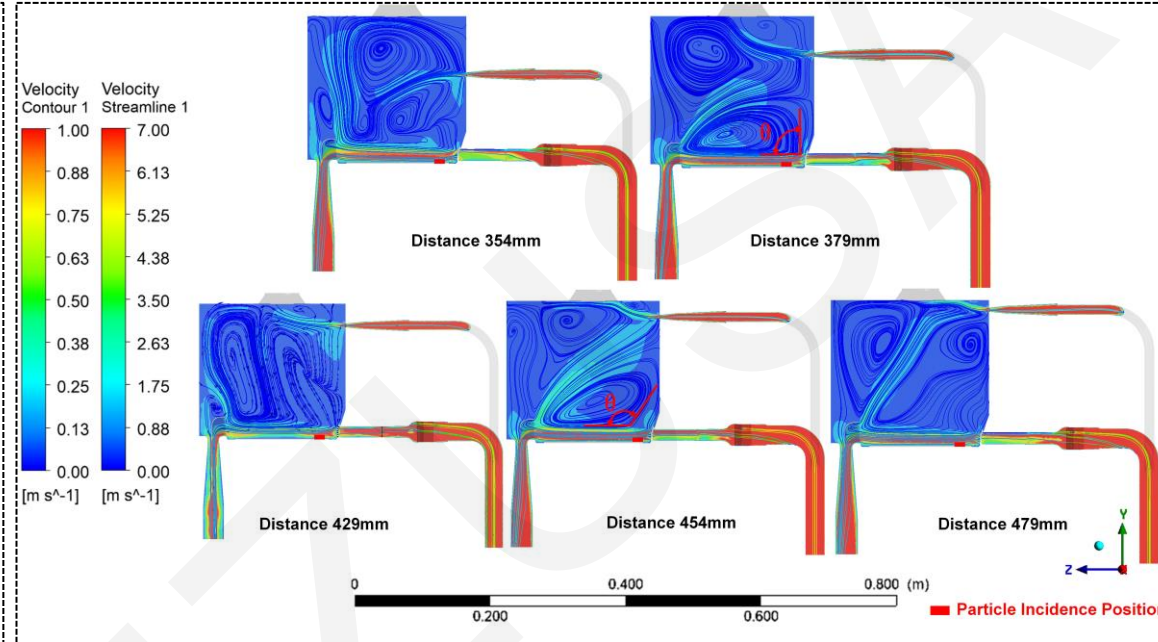 Velocity
Contour 1
1.00
0.88
0.75
0.63
0.50
0.38
0.25
0.13
0.00
[m s^-1]
Velocity
Streamline 1
7.00
6.13
5.25
4.38
3.50
2.63
1.75
0.88
0.00
[m s^-1]
Distance 354mm
θ
Distance 379mm
Distance 429mm
θ
Distance 454mm
Distance 479mm
0 0.400 0.800 (m)
0.200 0.600
Y
Z
Particle Incidence Position